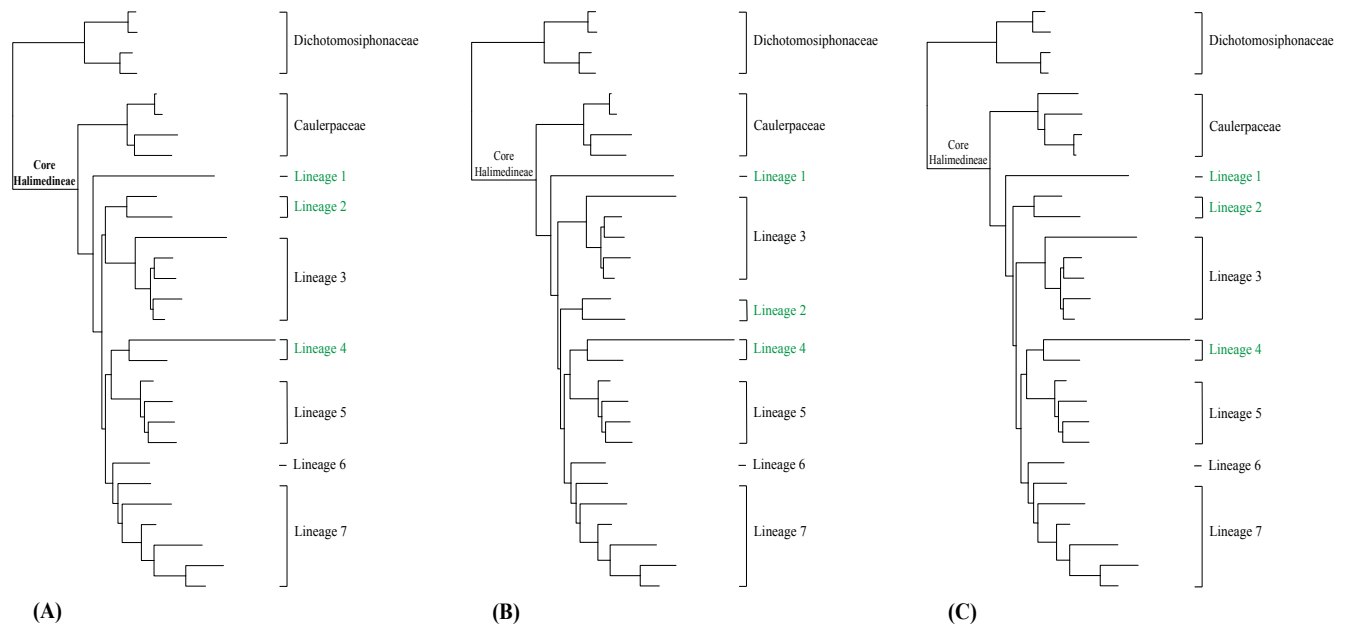 Dichotomosiphonaceae
Caulerpaceae
Core
Halimedineae
Lineage 1
Lineage 2
Lineage 3
Lineage 4
Lineage 5
Lineage 6
Lineage 7
(A)
Dichotomosiphonaceae
Caulerpaceae
Core
Halimedineae
Lineage 1
Lineage 3
Lineage 2
Lineage 4
Lineage 5
Lineage 6
Lineage 7
(B)
Dichotomosiphonaceae
Caulerpaceae
Core
Halimedineae
Lineage 1
Lineage 2
Lineage 3
Lineage 4
Lineage 5
Lineage 6
Lineage 7
(C)